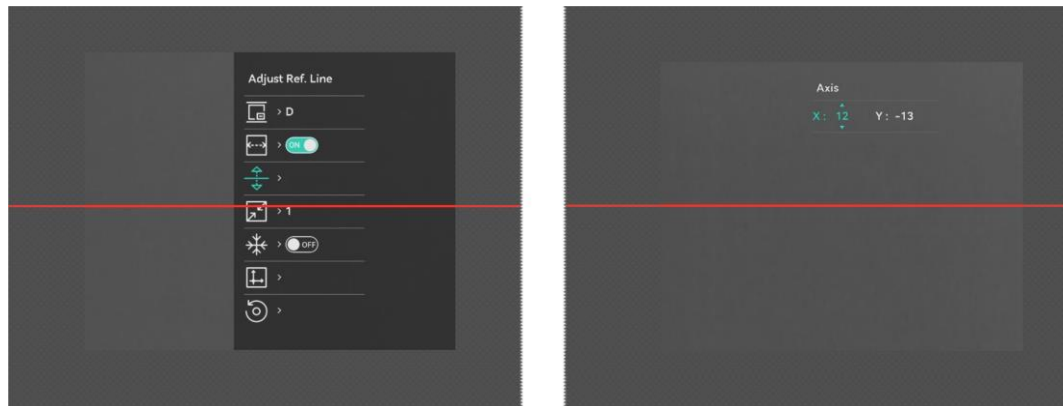 Adjust Ref. Line
> D
> ON
>
> 1
> OFF
>
>
Axis
X : 12 Y : -13